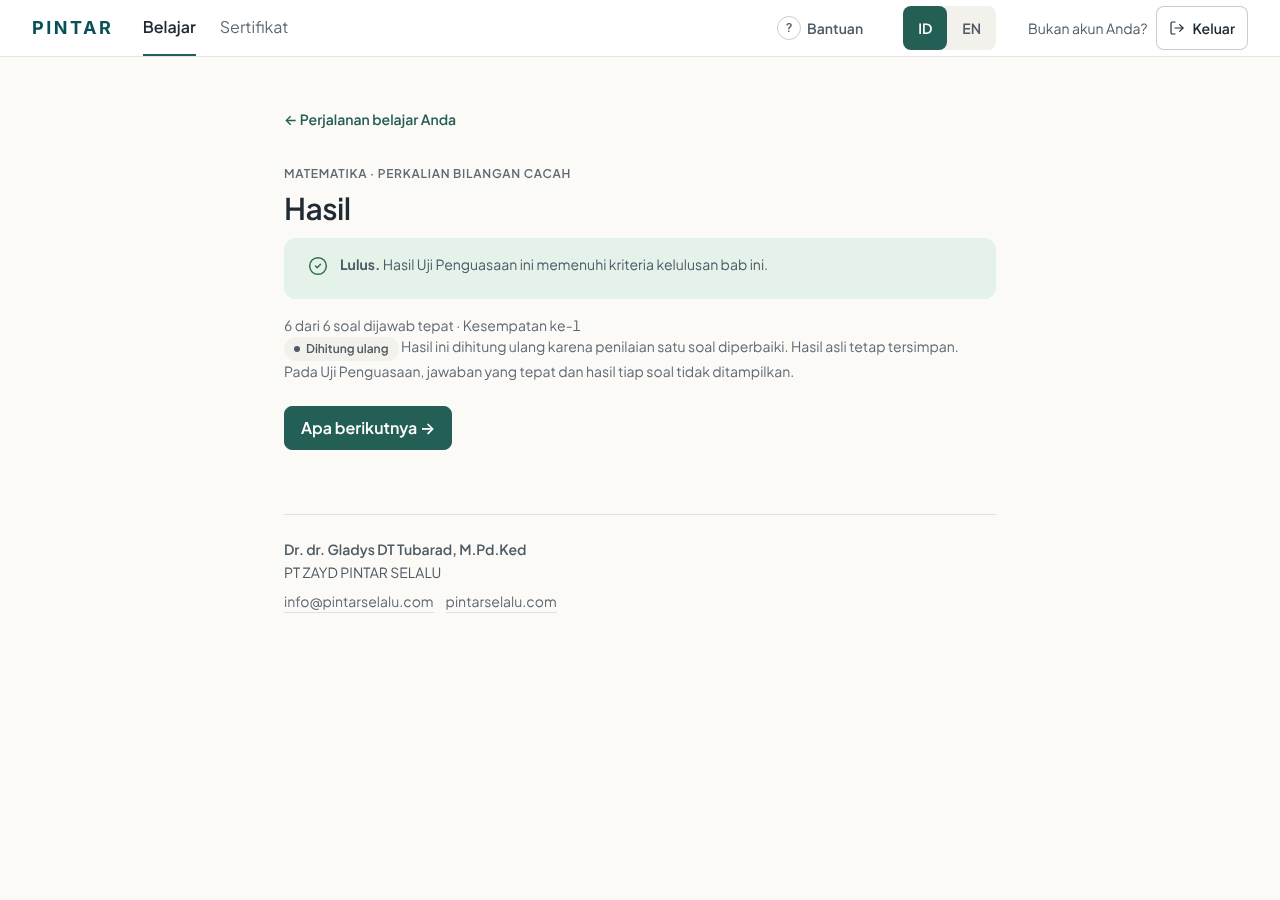 PINTAR Belajar Sertifikat ? Bantuan ID EN Bukan akun Anda? Keluar
← Perjalanan belajar Anda
MATEMATIKA · PERKALIAN BILANGAN CACAH
Hasil
Lulus. Hasil Uji Penguasaan ini memenuhi kriteria kelulusan bab ini.
6 dari 6 soal dijawab tepat · Kesempatan ke-1
Dihitung ulang Hasil ini dihitung ulang karena penilaian satu soal diperbaiki. Hasil asli tetap tersimpan.
Pada Uji Penguasaan, jawaban yang tepat dan hasil tiap soal tidak ditampilkan.
Apa berikutnya →
Dr. dr. Gladys DT Tubarad, M.Pd.Ked
PT ZAYD PINTAR SELALU
info@pintarselalu.com pintarselalu.com